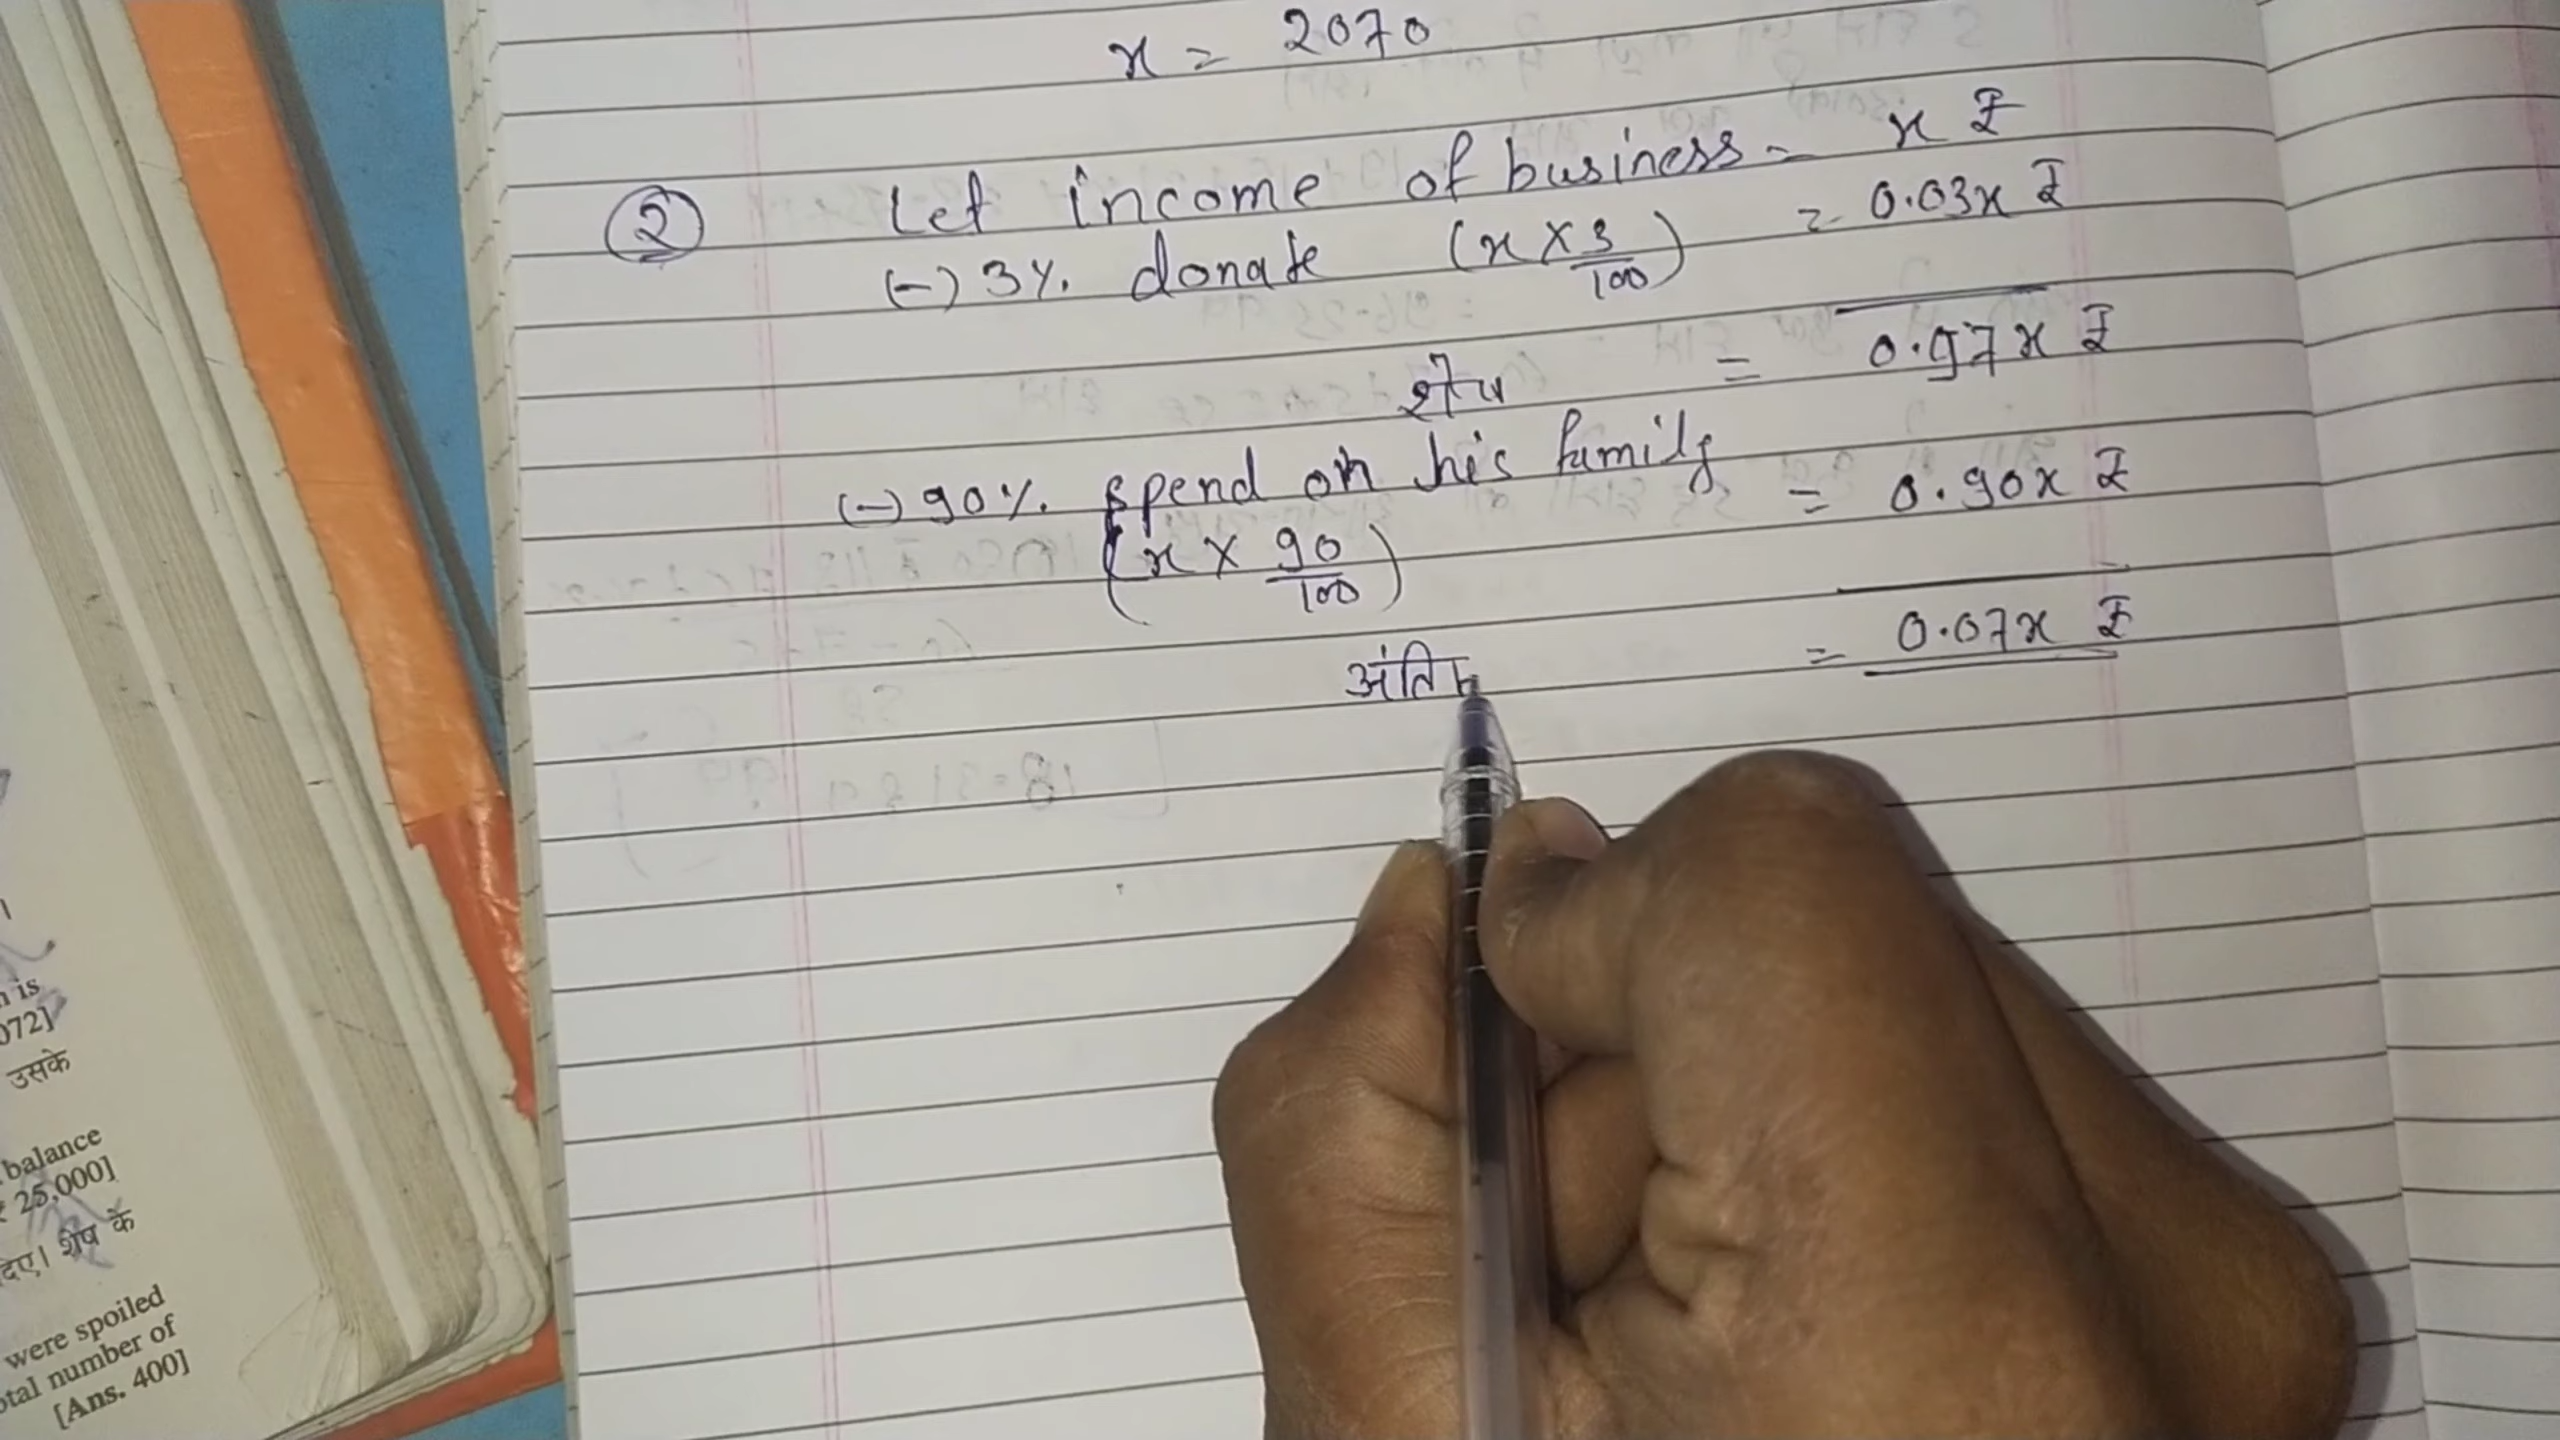 x = 2070
② Let income of business = x ₹
(-) 3%. donate (x × 3/100) = 0.03x ₹
शेष = 0.97x ₹
(-) 90%. spend on his family = 0.90x ₹
(x × 90/100)
अंति = 0.07x ₹
is
072]
उसके
balance
25,000]
दिए। शेष के
were spoiled
number of
[Ans. 400]